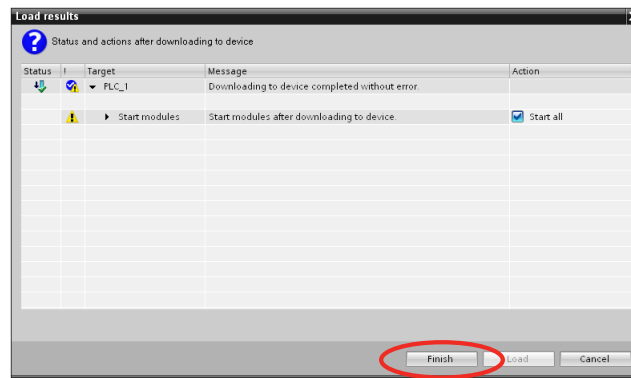 Load results
? Status and actions after downloading to device
Status ! Target Message Action
PLC_1 Downloading to device completed without error.
Start modules Start modules after downloading to device. Start all
Finish Load Cancel